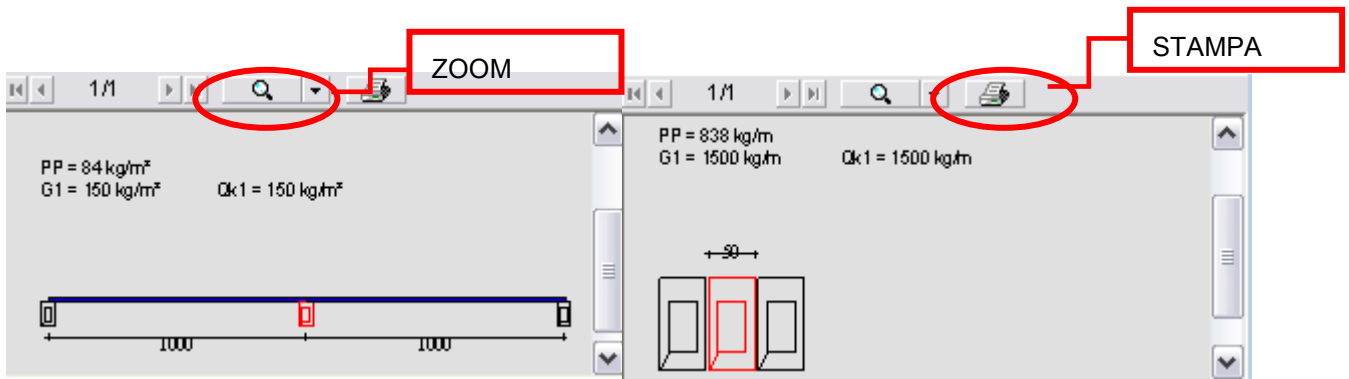 ZOOM
STAMPA
1/1
PP = 84 kg/m²
G1 = 150 kg/m² Qk1 = 150 kg/m²
1000 1000
1/1
PP = 838 kg/m
G1 = 1500 kg/m Qk1 = 1500 kg/m
50